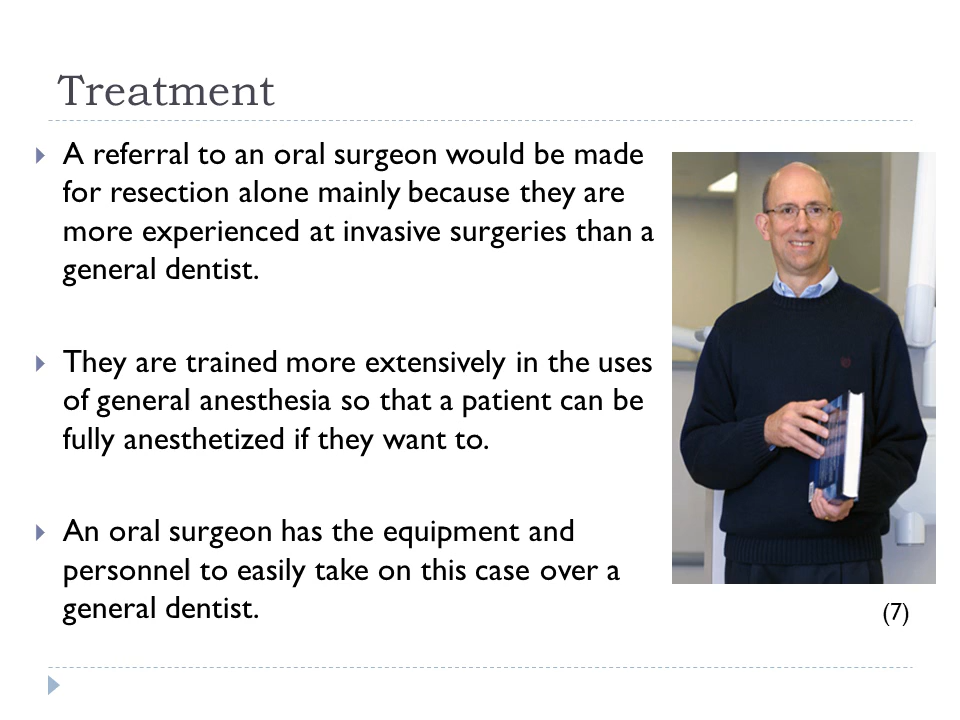 Treatment
A referral to an oral surgeon would be made
for resection alone mainly because they are
more experienced at invasive surgeries than a
general dentist.
They are trained more extensively in the uses
of general anesthesia so that a patient can be
fully anesthetized if they want to.
An oral surgeon has the equipment and
personnel to easily take on this case over a
general dentist.
(7)